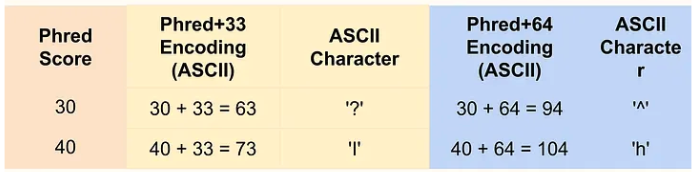 Phred Score
Phred+33 Encoding (ASCII)
ASCII Character
Phred+64 Encoding (ASCII)
ASCII Characte r
30
30 + 33 = 63
'?'
30 + 64 = 94
'^'
40
40 + 33 = 73
'I'
40 + 64 = 104
'h'